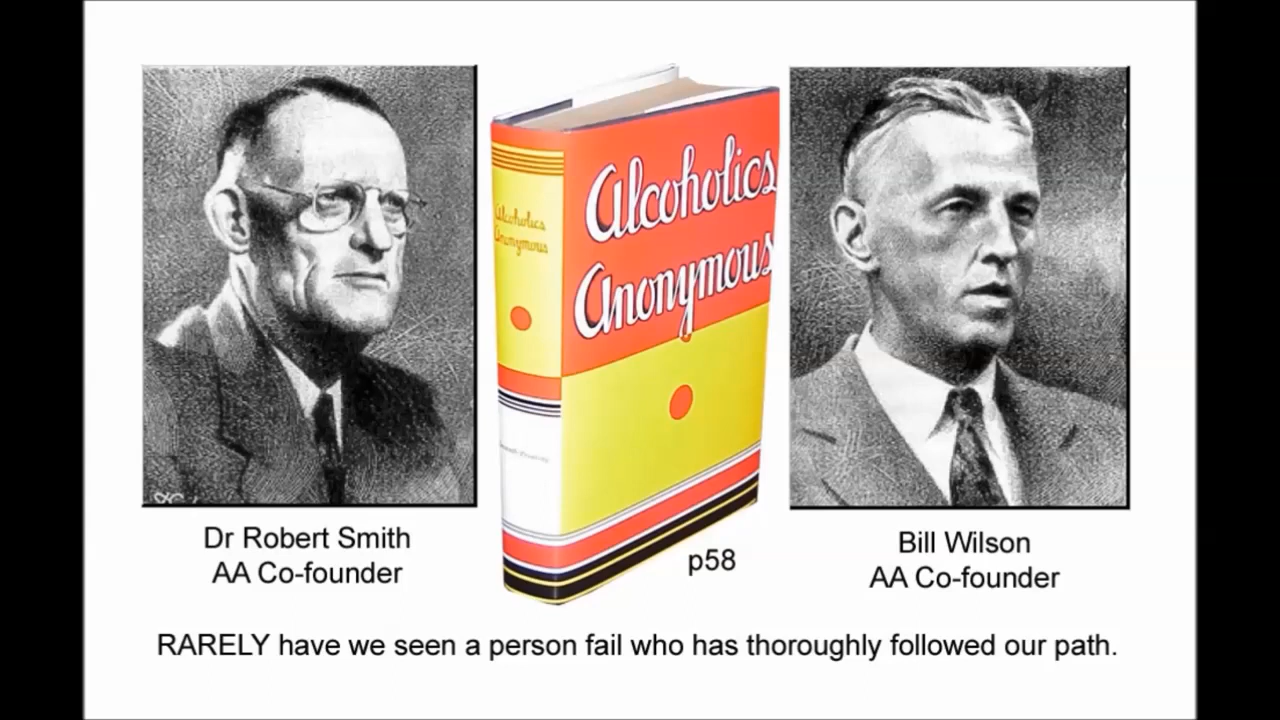 Alcoholics
Anonymous
Alcoholics
Anonymous
Dr Robert Smith
AA Co-founder
p58
Bill Wilson
AA Co-founder
RARELY have we seen a person fail who has thoroughly followed our path.